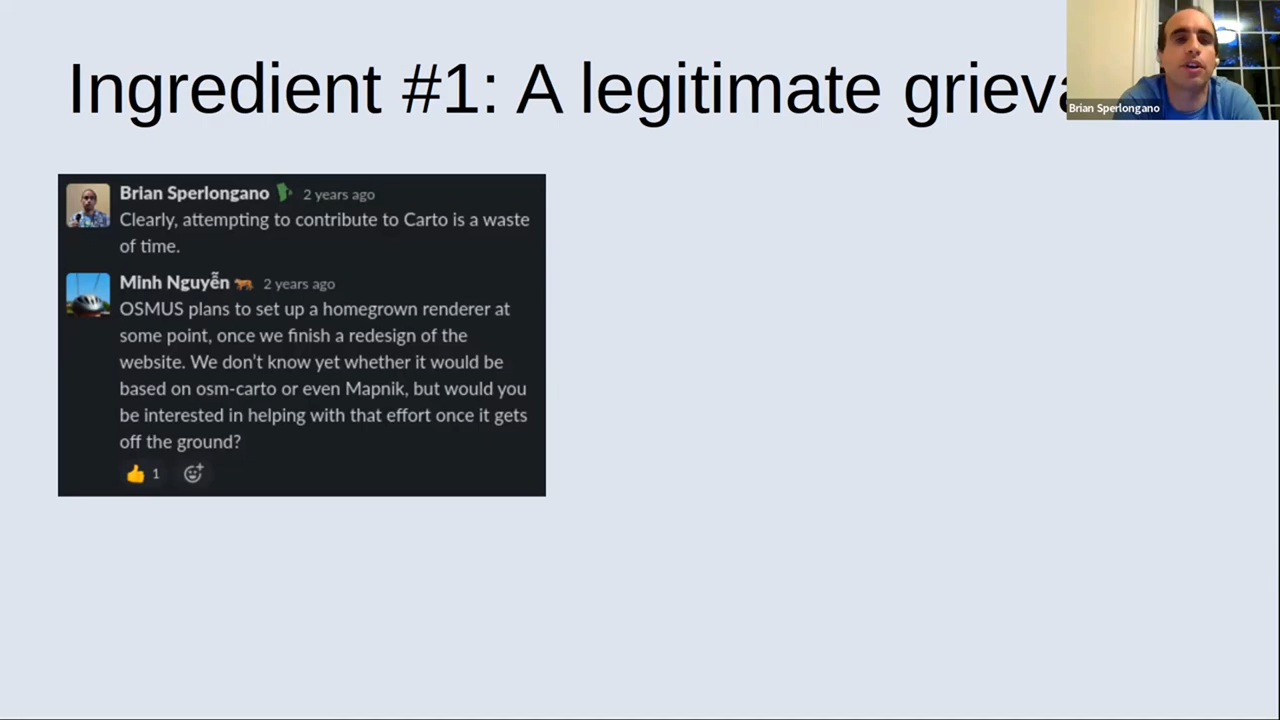 Ingredient #1: A legitimate grieva
Brian Sperlongano
Brian Sperlongano 2 years ago
Clearly, attempting to contribute to Carto is a waste
of time.
Minh Nguyễn 2 years ago
OSMUS plans to set up a homegrown renderer at
some point, once we finish a redesign of the
website. We don't know yet whether it would be
based on osm-carto or even Mapnik, but would you
be interested in helping with that effort once it gets
off the ground?
👍 1